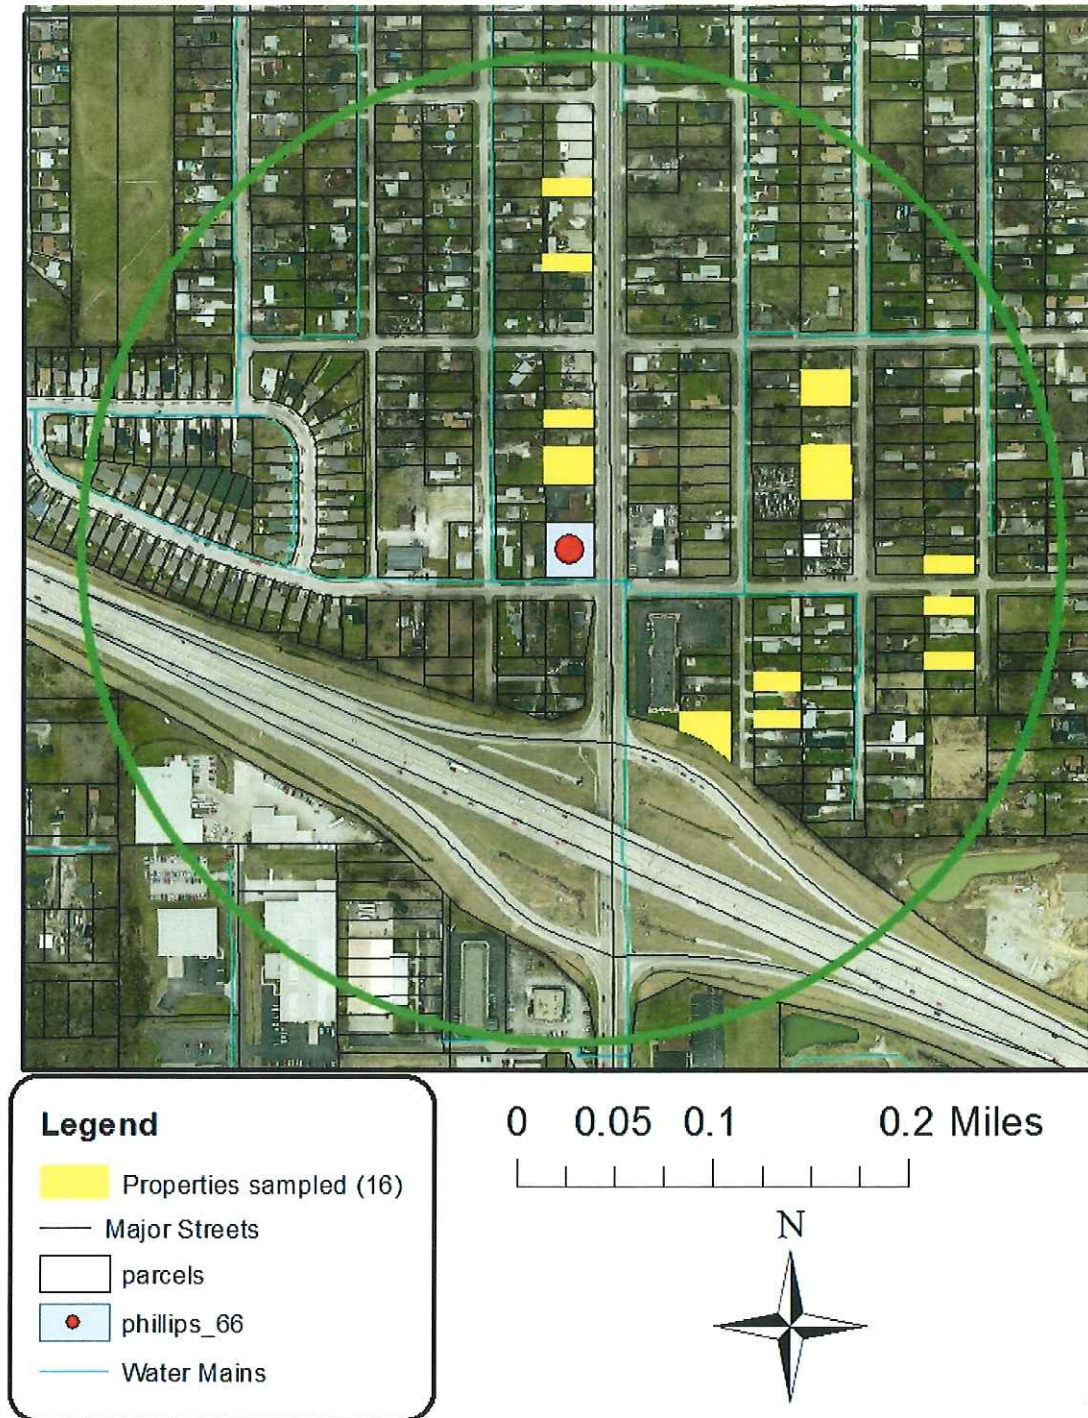 Legend
Properties sampled (16)
Major Streets
parcels
phillips_66
Water Mains
0 0.05 0.1 0.2 Miles
N